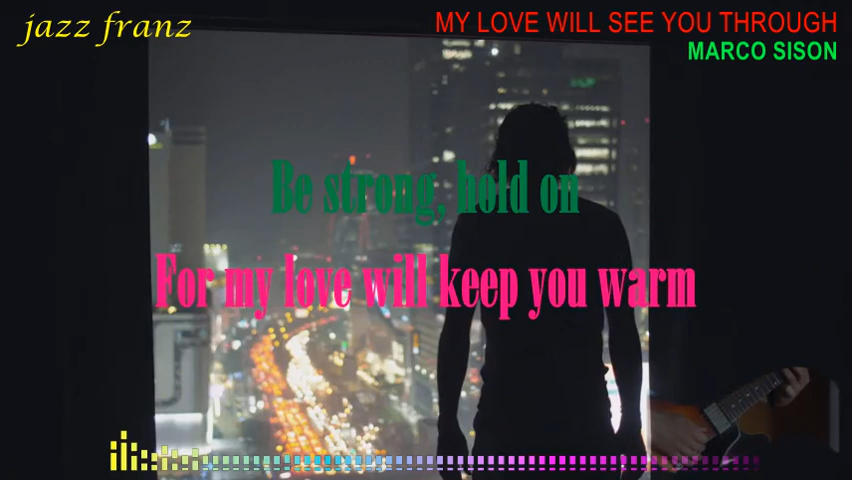 jazz franz
MY LOVE WILL SEE YOU THROUGH
MARCO SISON
Be strong, hold on
For my love will keep you warm